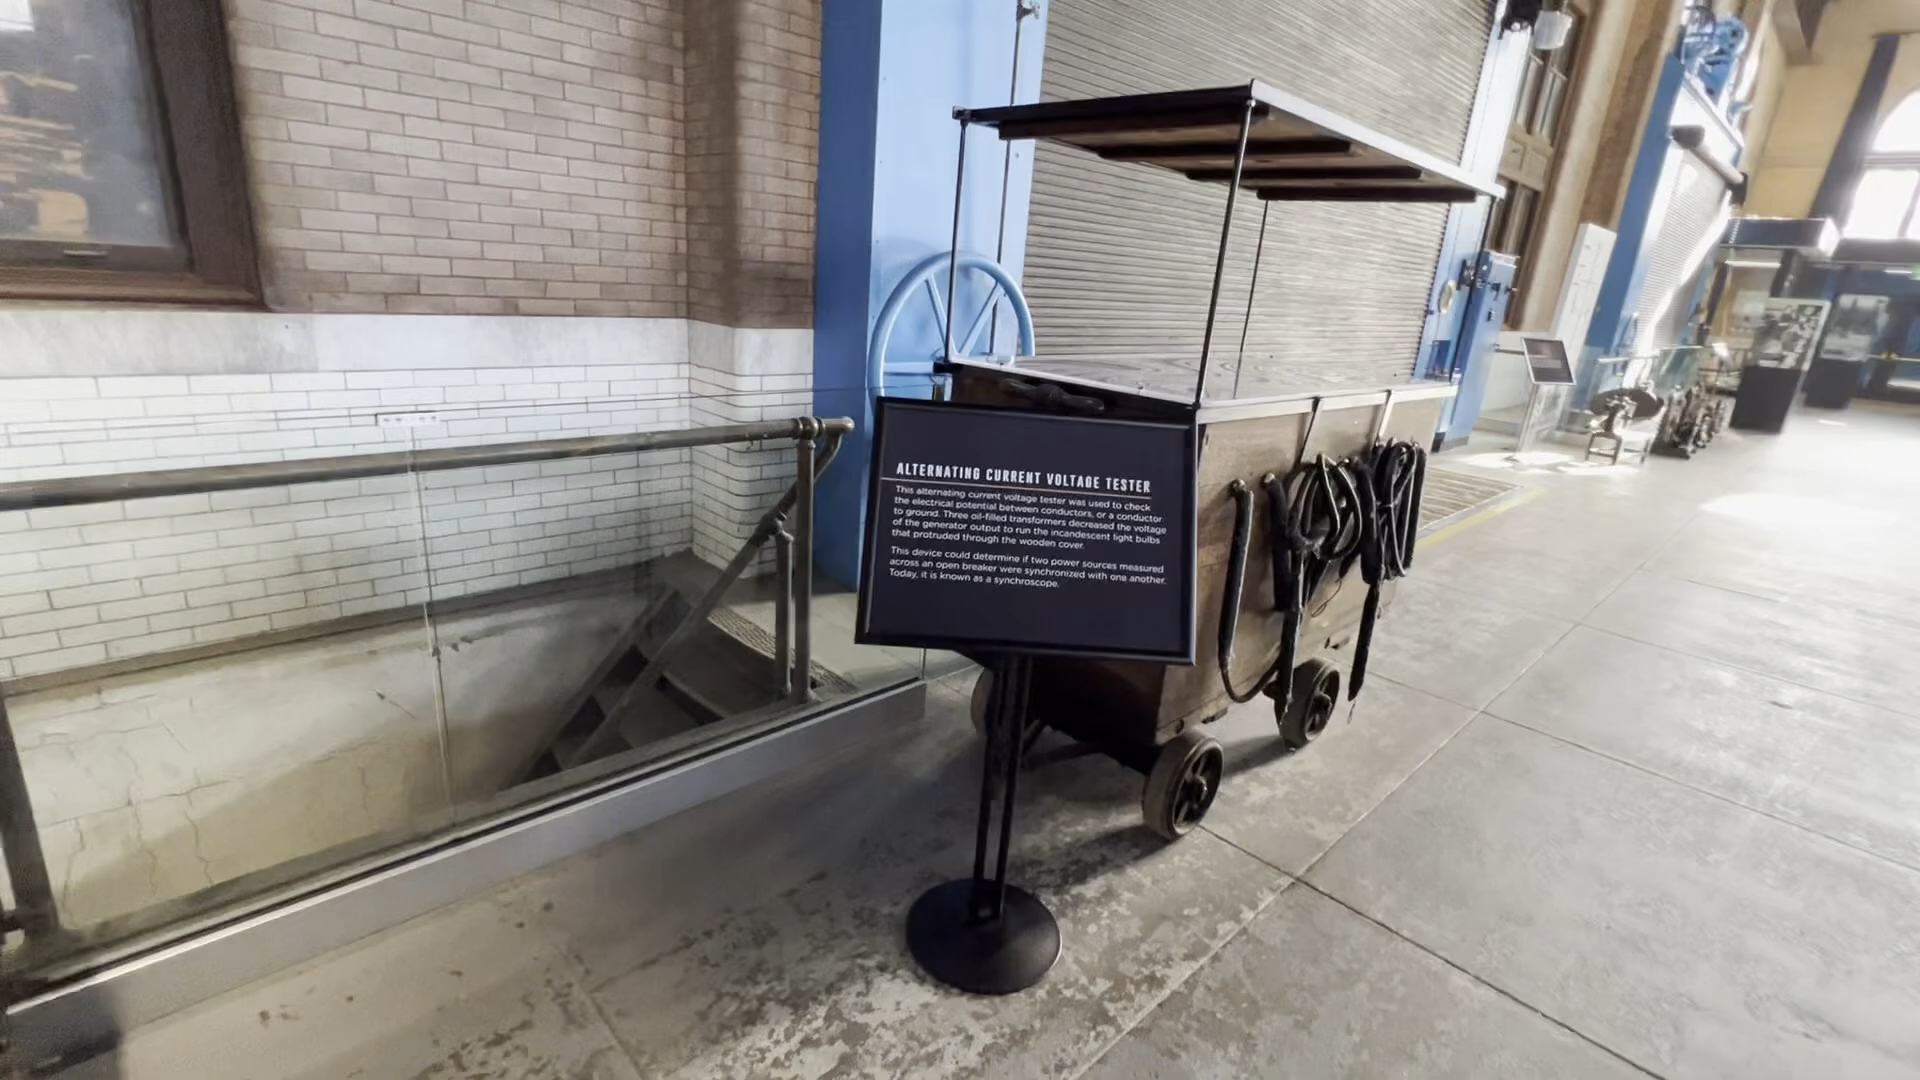 ALTERNATING CURRENT VOLTAGE TESTER
This alternating current voltage tester was used to check
the electrical potential between conductors, or a conductor
to ground. Three oil-filled transformers decreased the voltage
of the generator output to run the incandescent light bulbs
that protruded through the wooden cover.
This device could determine if two power sources measured
across an open breaker were synchronized with one another.
Today, it is known as a synchroscope.